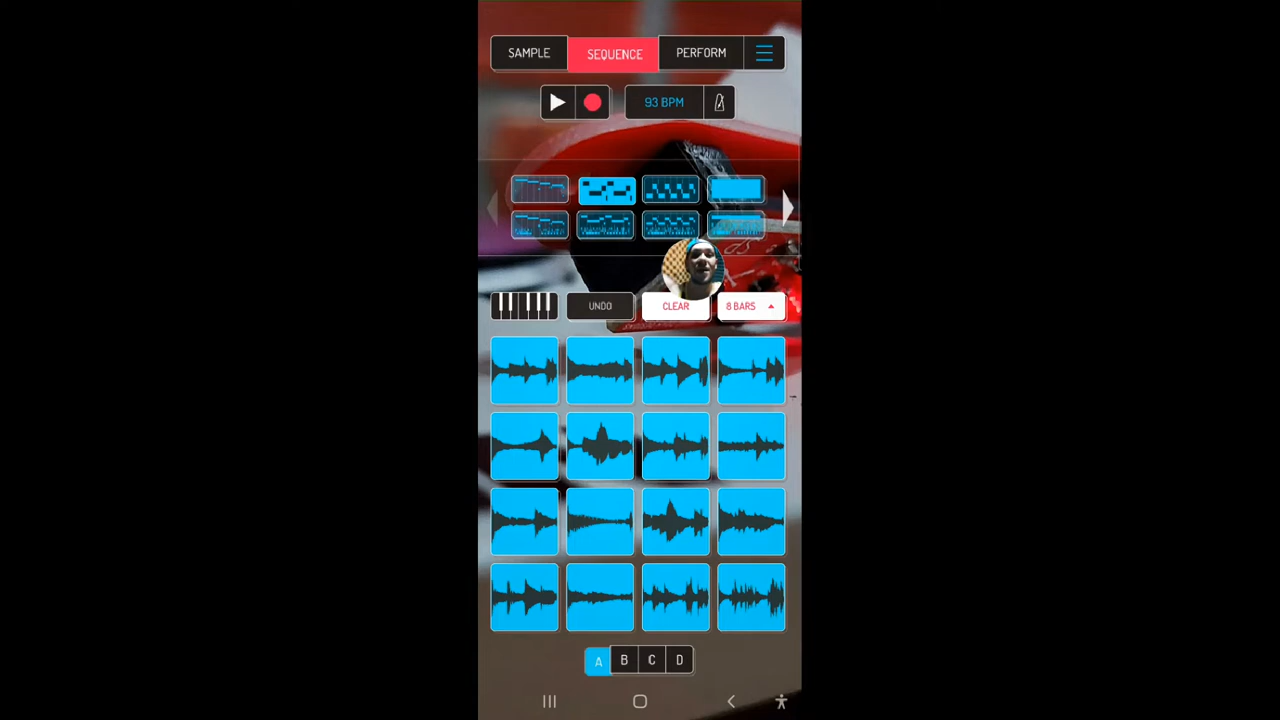 SAMPLE SEQUENCE PERFORM
93 BPM
UNDO CLEAR 8 BARS
A B C D